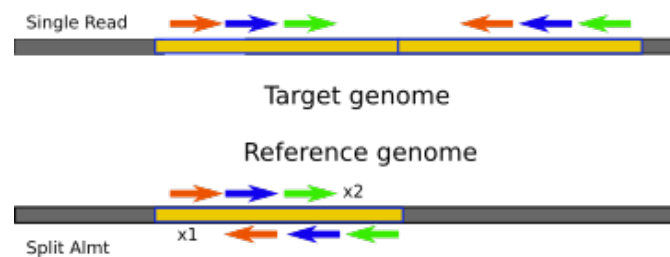 Single Read
Target genome
Reference genome
x2
x1
Split Almt